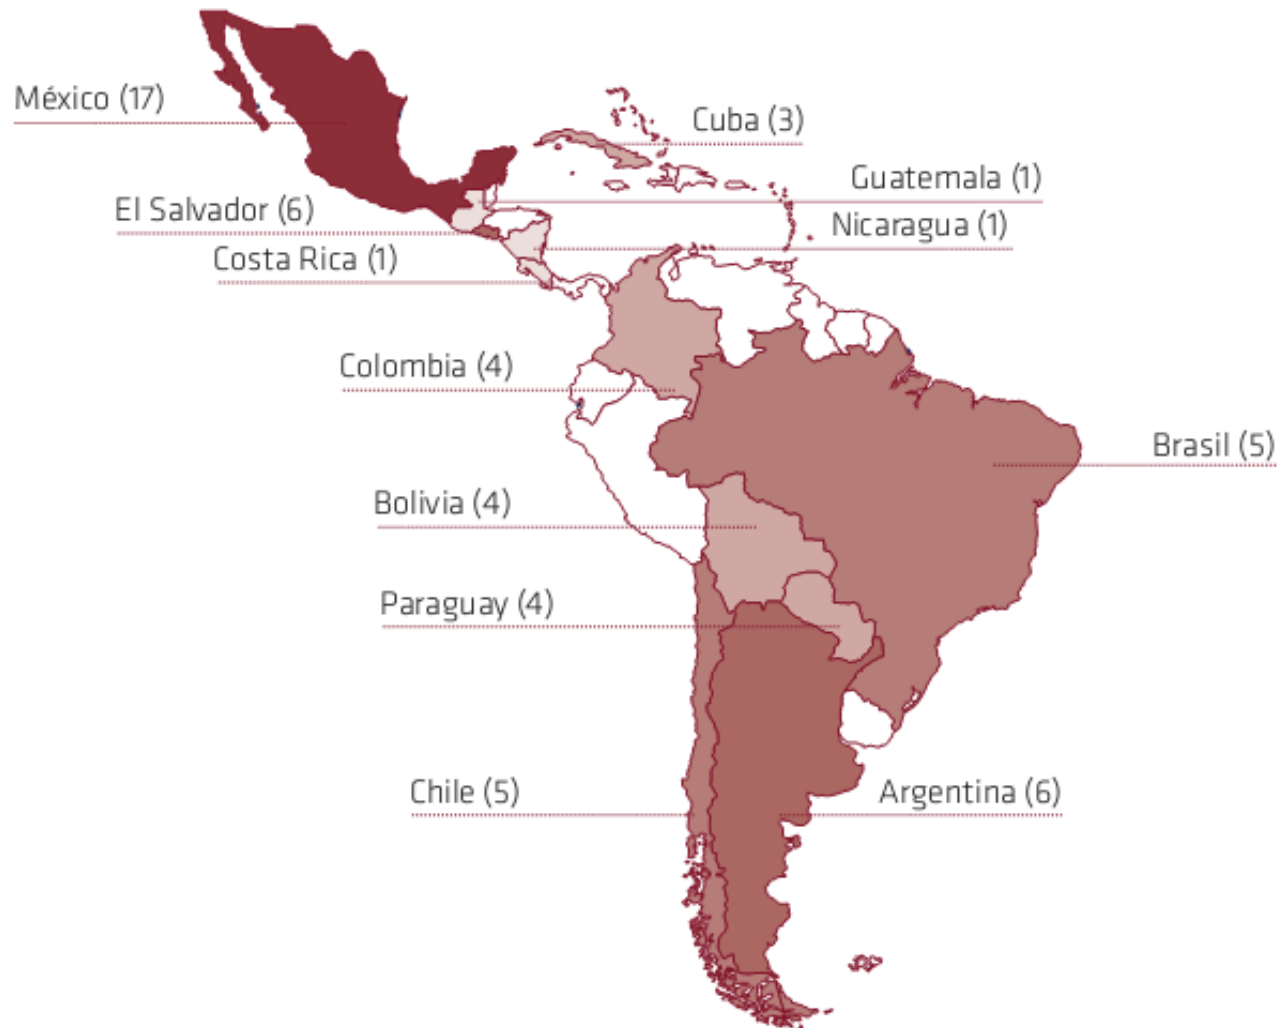 México (17)
Cuba (3)
Guatemala (1)
El Salvador (6)
Nicaragua (1)
Costa Rica (1)
Colombia (4)
Brasil (5)
Bolivia (4)
Paraguay (4)
Chile (5)
Argentina (6)